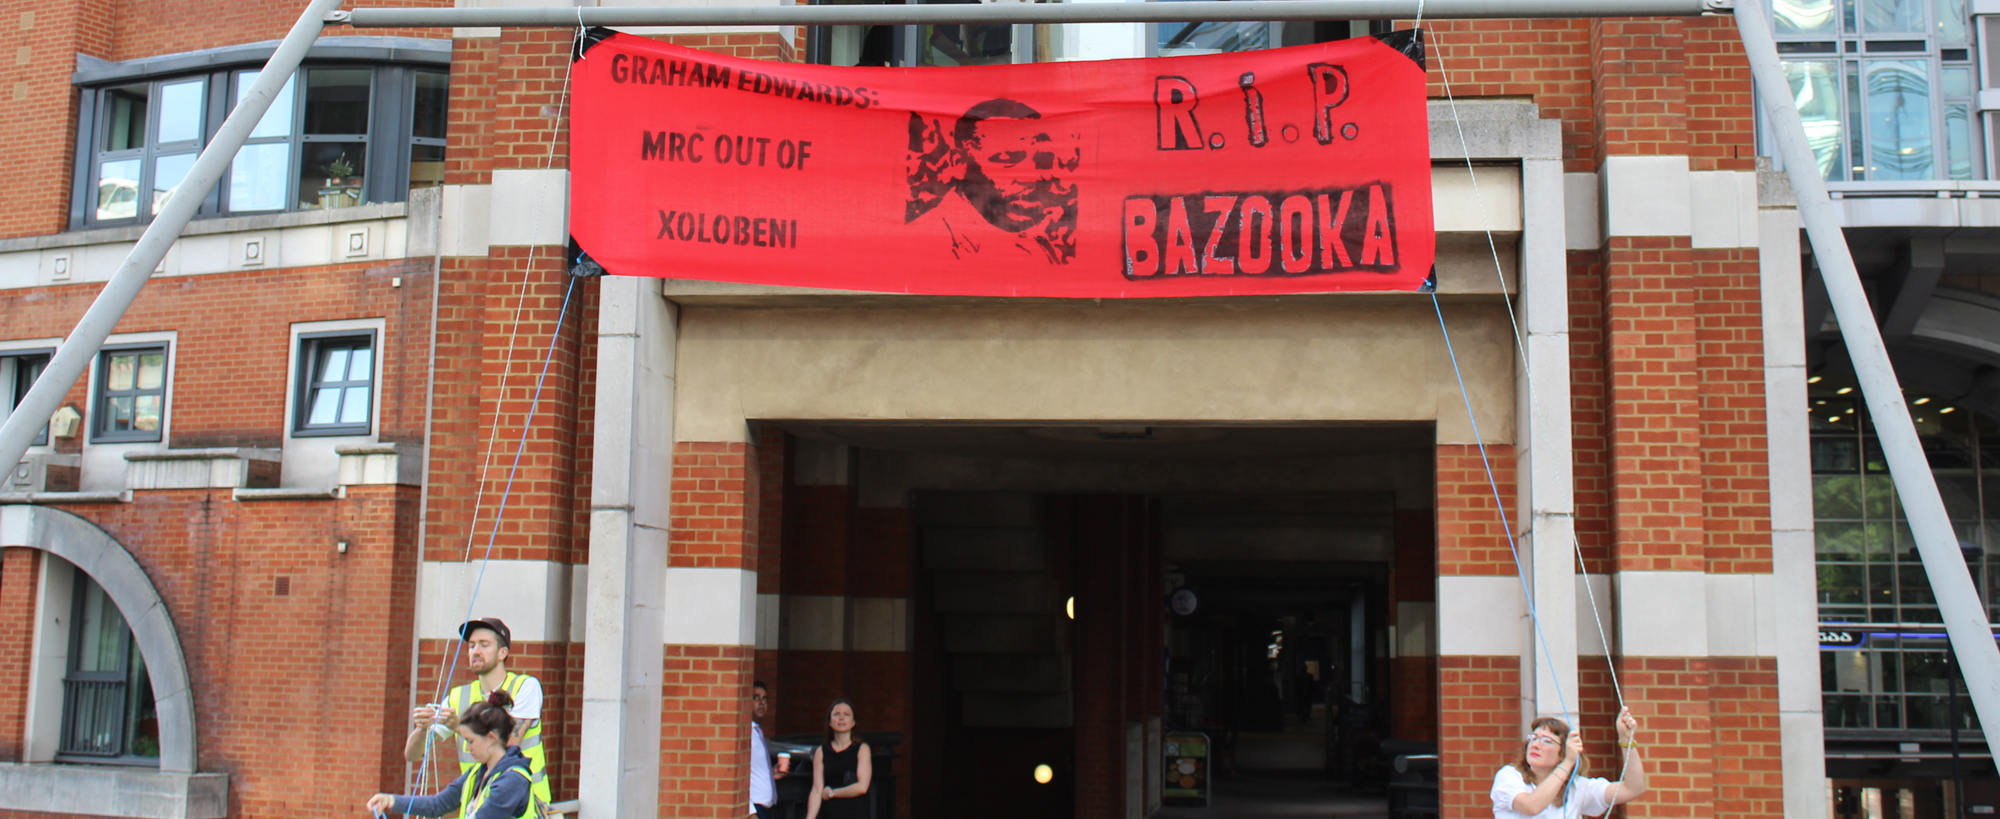 GRAHAM EDWARDS:
MRC OUT OF
XOLOBENI
R.i.P.
BAZOOKA